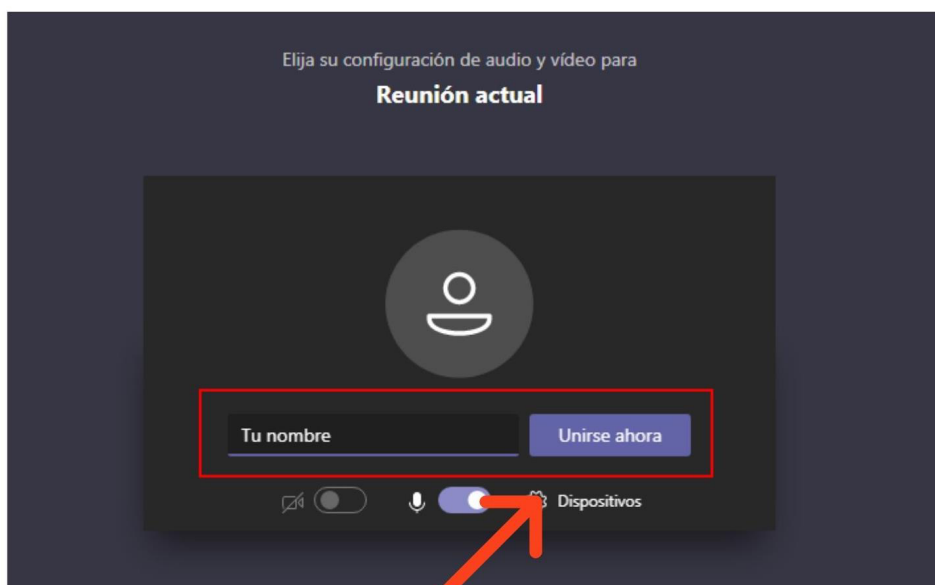 Elija su configuración de audio y vídeo para
Reunión actual
Tu nombre
Unirse ahora
Dispositivos